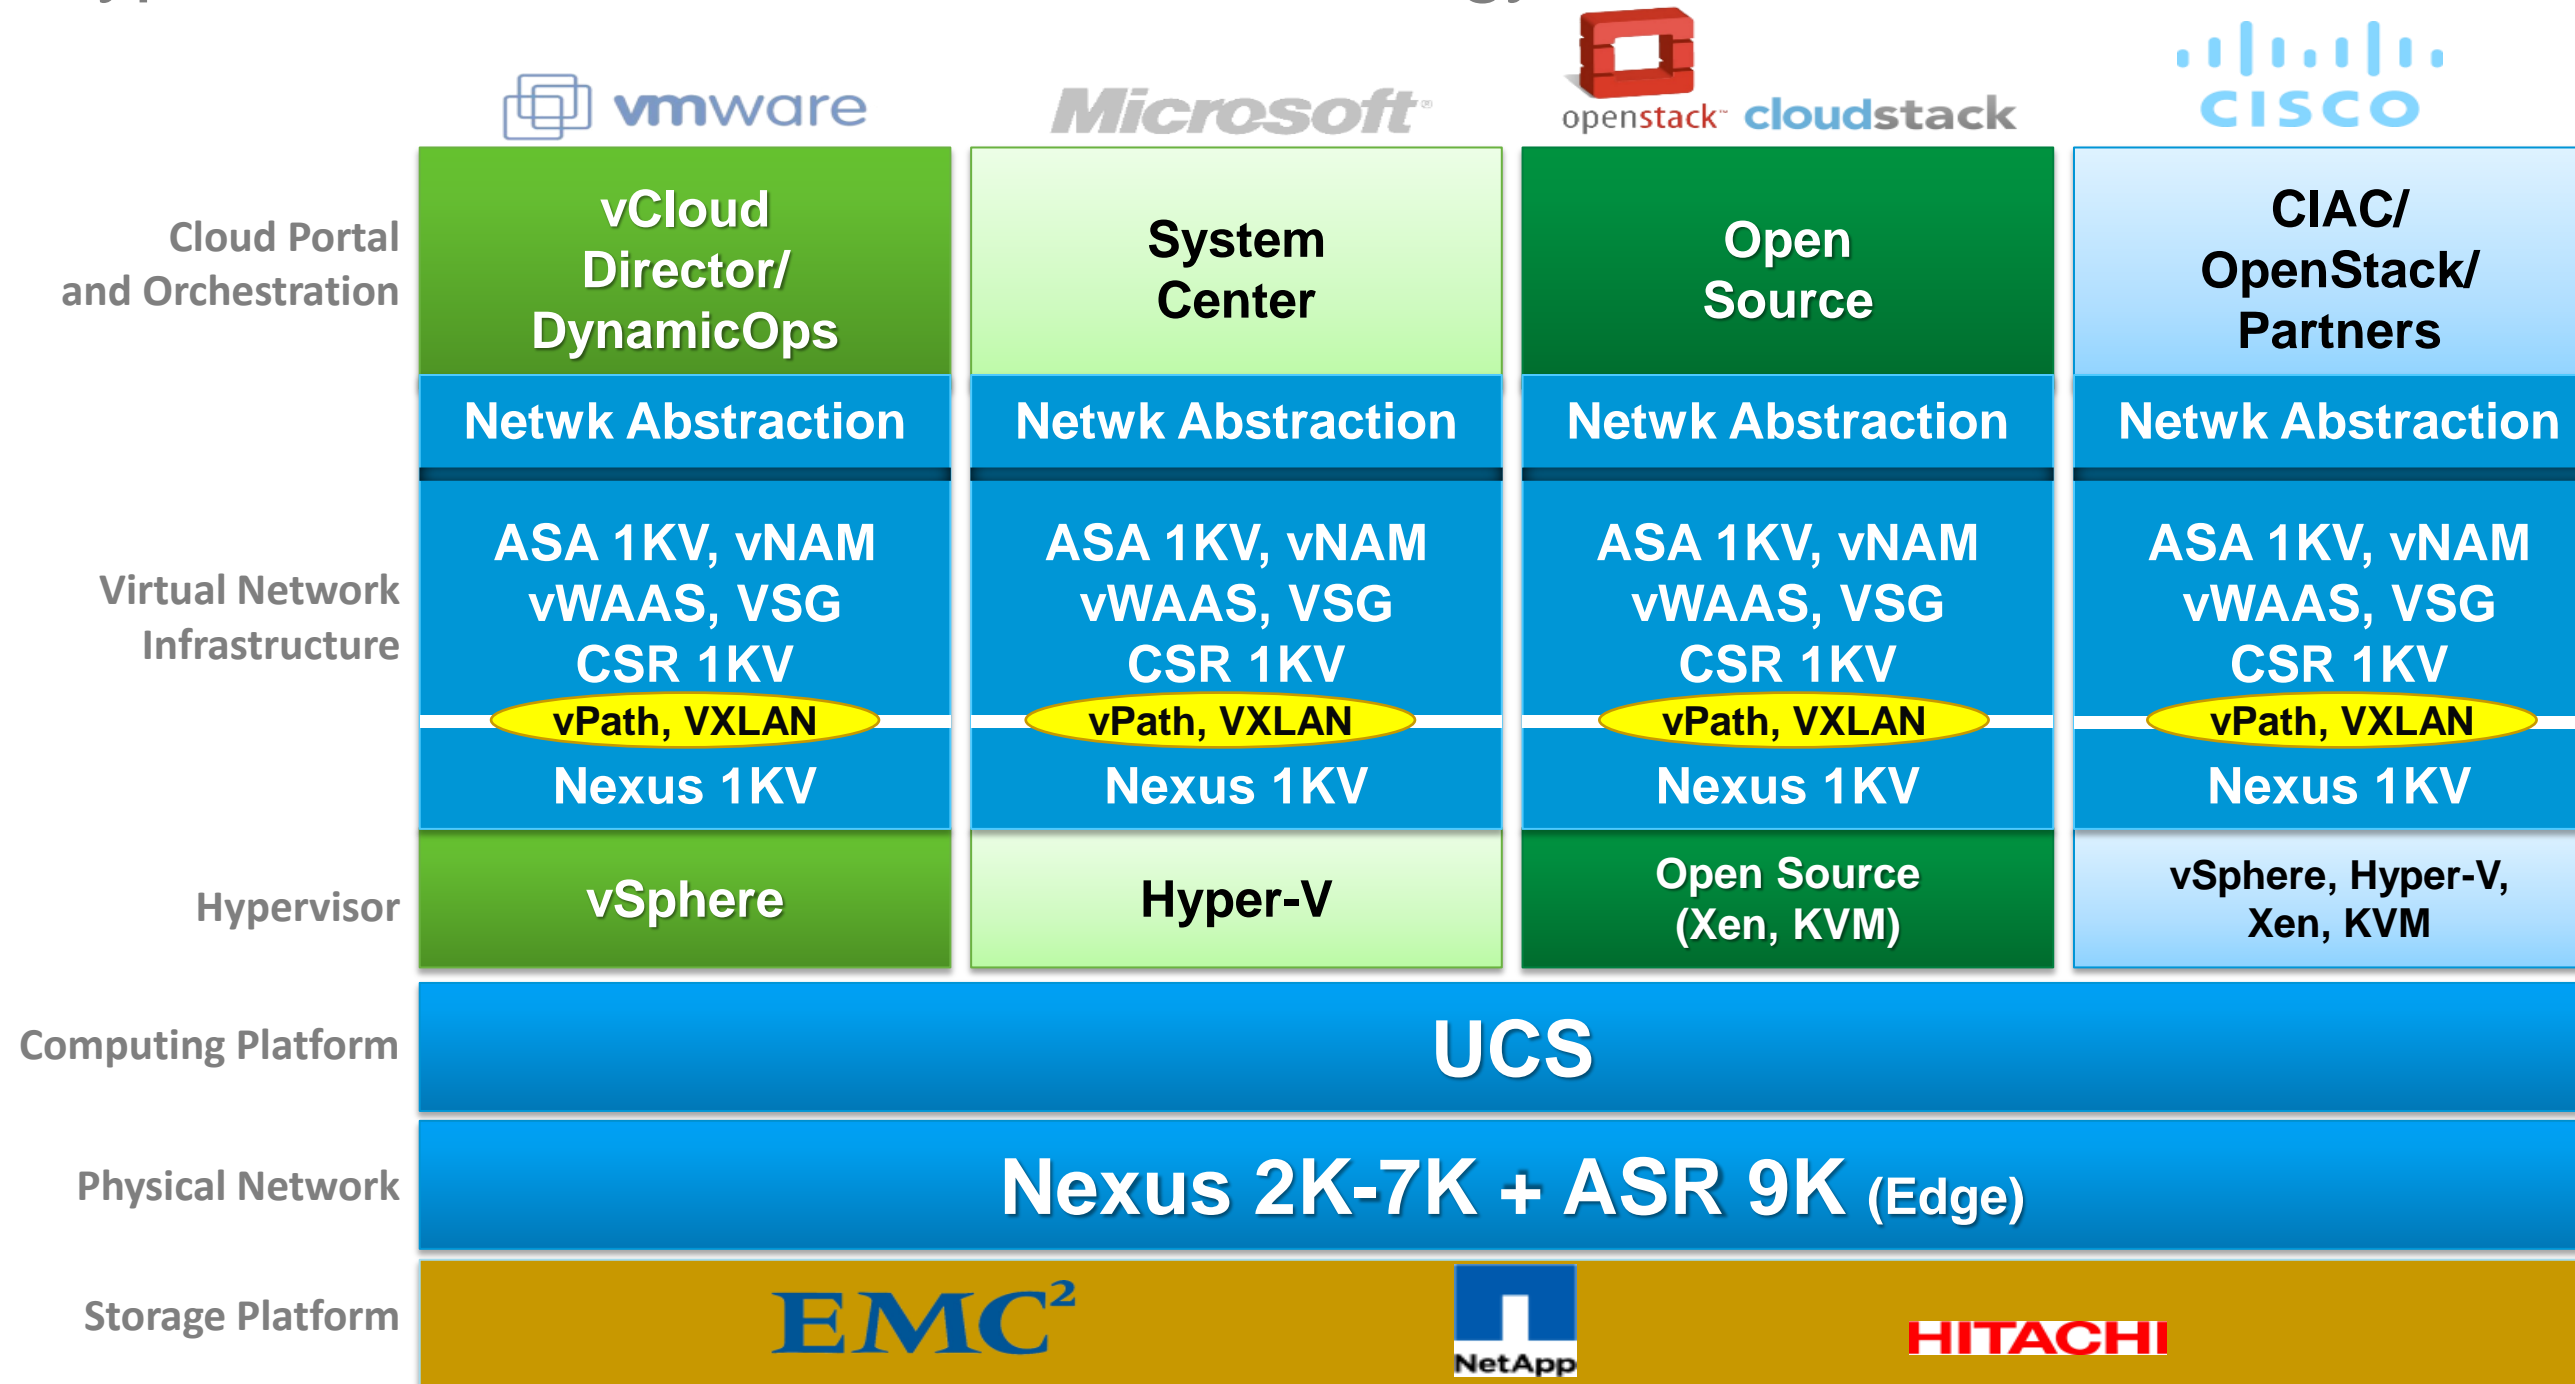 vmware
Microsoft®
openstack™ cloudstack
CISCO
Cloud Portal
and Orchestration
vCloud
Director/
DynamicOps
System
Center
Open
Source
CIAC/
OpenStack/
Partners
Netwk Abstraction
Netwk Abstraction
Netwk Abstraction
Netwk Abstraction
Virtual Network
Infrastructure
ASA 1KV, vNAM
vWAAS, VSG
CSR 1KV
vPath, VXLAN
Nexus 1KV
ASA 1KV, vNAM
vWAAS, VSG
CSR 1KV
vPath, VXLAN
Nexus 1KV
ASA 1KV, vNAM
vWAAS, VSG
CSR 1KV
vPath, VXLAN
Nexus 1KV
ASA 1KV, vNAM
vWAAS, VSG
CSR 1KV
vPath, VXLAN
Nexus 1KV
Hypervisor
vSphere
Hyper-V
Open Source
(Xen, KVM)
vSphere, Hyper-V,
Xen, KVM
Computing Platform
UCS
Physical Network
Nexus 2K-7K + ASR 9K (Edge)
Storage Platform
EMC²
NetApp
HITACHI